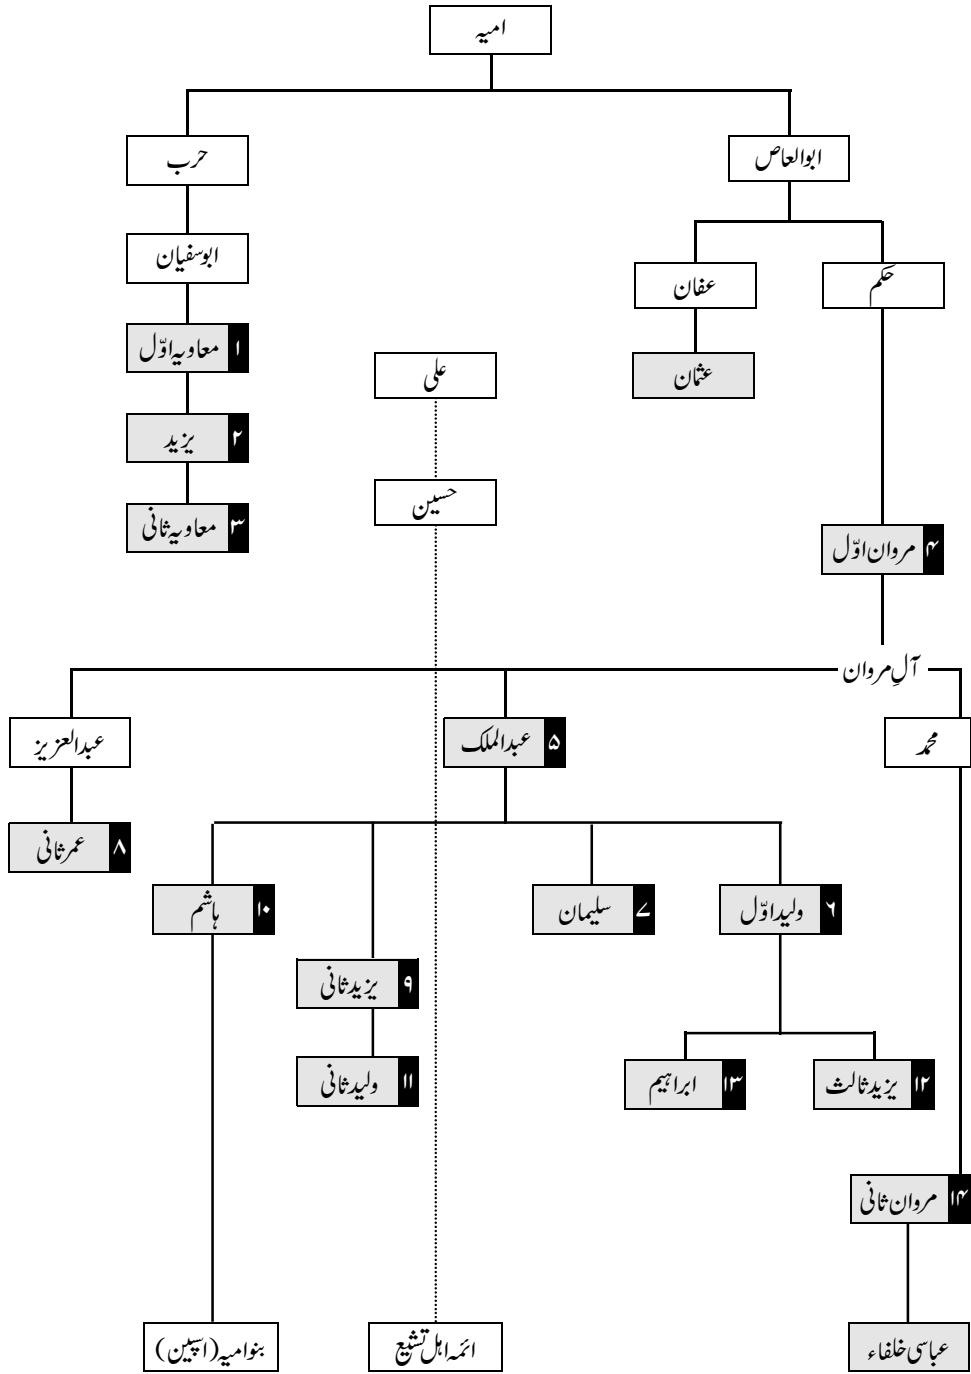 امیہ
ابوالعاص
حرب
ابوسفیان
عفان
حکم
معاویہ اوّل ۱
علی
عثمان
یزید ۲
حسین
معاویہ ثانی ۳
مروان اوّل ۴
آلِ مروان
محمد
عبدالملک ۵
عبدالعزیز
عمر ثانی ۸
ولید اوّل ۶
سلیمان ۷
ہاشم ۱۰
یزید ثانی ۹
ولید ثانی ۱۱
یزید ثالث ۱۲
ابراہیم ۱۳
مروان ثانی ۱۴
عباسی خلفاء
ائمہ اہل تشیع
بنو امیہ (اسپین)